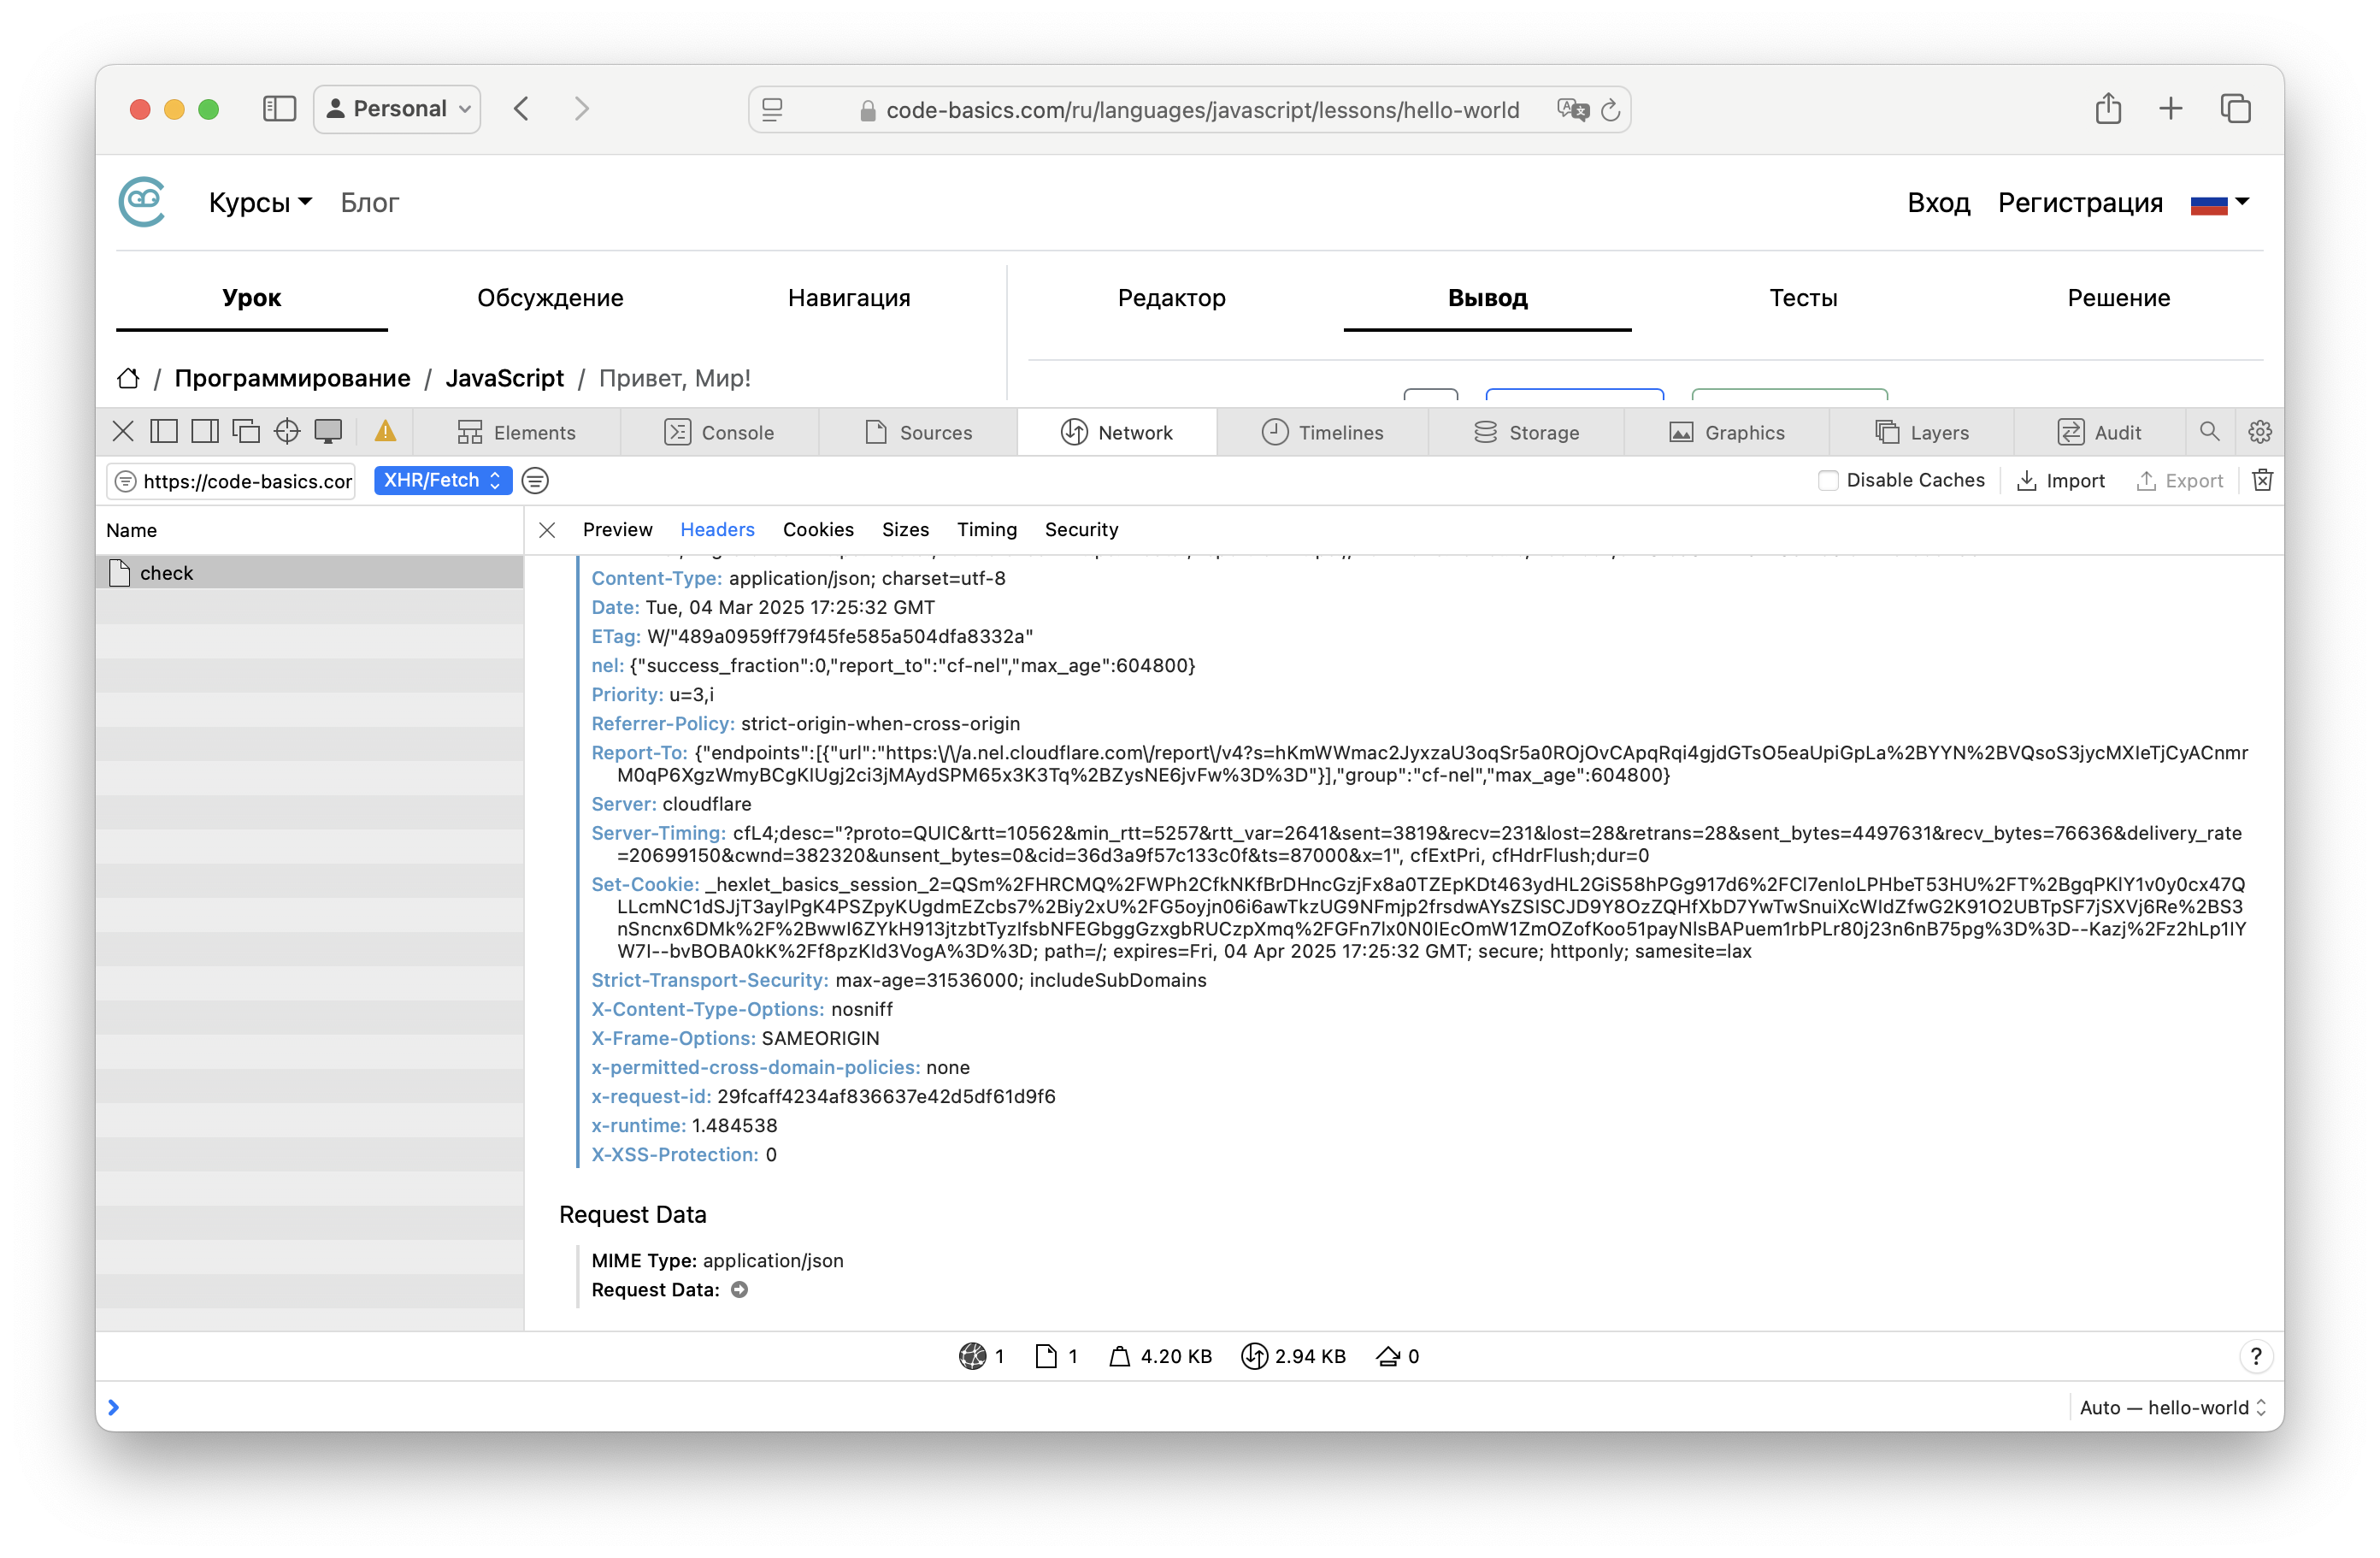 Personal
code-basics.com/ru/languages/javascript/lessons/hello-world
Курсы Блог
Вход Регистрация
Урок Обсуждение Навигация
Редактор Вывод Тесты Решение
/ Программирование / JavaScript / Привет, Мир!
Elements Console Sources Network Timelines Storage Graphics Layers Audit
https://code-basics.cor XHR/Fetch Disable Caches Import Export
Name Preview Headers Cookies Sizes Timing Security
check
Content-Type: application/json; charset=utf-8
Date: Tue, 04 Mar 2025 17:25:32 GMT
ETag: W/"489a0959ff79f45fe585a504dfa8332a"
nel: {"success_fraction":0,"report_to":"cf-nel","max_age":604800}
Priority: u=3,i
Referrer-Policy: strict-origin-when-cross-origin
Report-To: {"endpoints":[{"url":"https:\/\/a.nel.cloudflare.com\/report\/v4?s=hKmWWmac2JyxzaU3oqSr5a0ROjOvCApqRqi4gjdGTsO5eaUpiGpLa%2BYYN%2BVQsoS3jycMXIeTjCyACnmr
M0qP6XgzWmyBCgKlUgj2ci3jMAydSPM65x3K3Tq%2BZysNE6jvFw%3D%3D"}],"group":"cf-nel","max_age":604800}
Server: cloudflare
Server-Timing: cfL4;desc="?proto=QUIC&rtt=10562&min_rtt=5257&rtt_var=2641&sent=3819&recv=231&lost=28&retrans=28&sent_bytes=4497631&recv_bytes=76636&delivery_rate
=20699150&cwnd=382320&unsent_bytes=0&cid=36d3a9f57c133c0f&ts=87000&x=1", cfExtPri, cfHdrFlush;dur=0
Set-Cookie: _hexlet_basics_session_2=QSm%2FHRCMQ%2FWPh2CfkNKfBrDHncGzjFx8a0TZEpKDt463ydHL2GiS58hPGg917d6%2FCl7enloLPHbeT53HU%2FT%2BgqPKlY1v0y0cx47Q
LLcmNC1dSJjT3aylPgK4PSZpyKUgdmEZcbs7%2Biy2xU%2FG5oyjn06i6awTkzUG9NFmjp2frsdwAYsZSISCJD9Y8OzZQHfXbD7YwTwSnuiXcWIdZfwG2K91O2UBTpSF7jSXVj6Re%2BS3
nSncnx6DMk%2F%2BwwI6ZYkH913jtzbtTyzIfsbNFEGbggGzxgbRUCzpXmq%2FGFn7lx0N0IEcOmW1ZmOZofKoo51payNIsBAPuem1rbPLr80j23n6nB75pg%3D%3D--Kazj%2Fz2hLp1IY
W7I--bvBOBA0kK%2Ff8pzKId3VogA%3D%3D; path=/; expires=Fri, 04 Apr 2025 17:25:32 GMT; secure; httponly; samesite=lax
Strict-Transport-Security: max-age=31536000; includeSubDomains
X-Content-Type-Options: nosniff
X-Frame-Options: SAMEORIGIN
x-permitted-cross-domain-policies: none
x-request-id: 29fcaff4234af836637e42d5df61d9f6
x-runtime: 1.484538
X-XSS-Protection: 0
Request Data
MIME Type: application/json
Request Data:
1 1 4.20 KB 2.94 KB 0 ?
Auto — hello-world